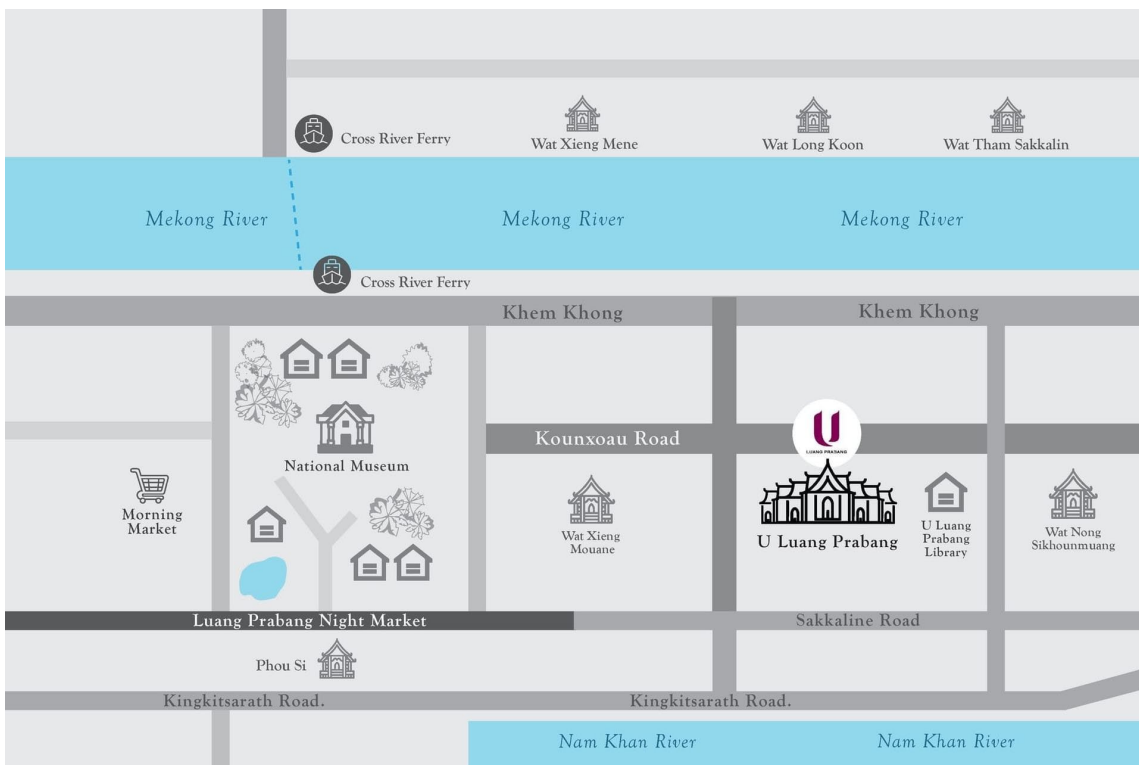 Cross River Ferry
Wat Xieng Mene
Wat Long Koon
Wat Tham Sakkalin
Mekong River
Mekong River
Mekong River
Cross River Ferry
Khem Khong
Khem Khong
U
LUANG PRABANG
Kounxoau Road
National Museum
Morning
Market
Wat Xieng
Mouane
U Luang Prabang
U Luang
Prabang
Library
Wat Nong
Sikhounmuang
Luang Prabang Night Market
Sakkaline Road
Phou Si
Kingkitsarath Road.
Kingkitsarath Road.
Nam Khan River
Nam Khan River